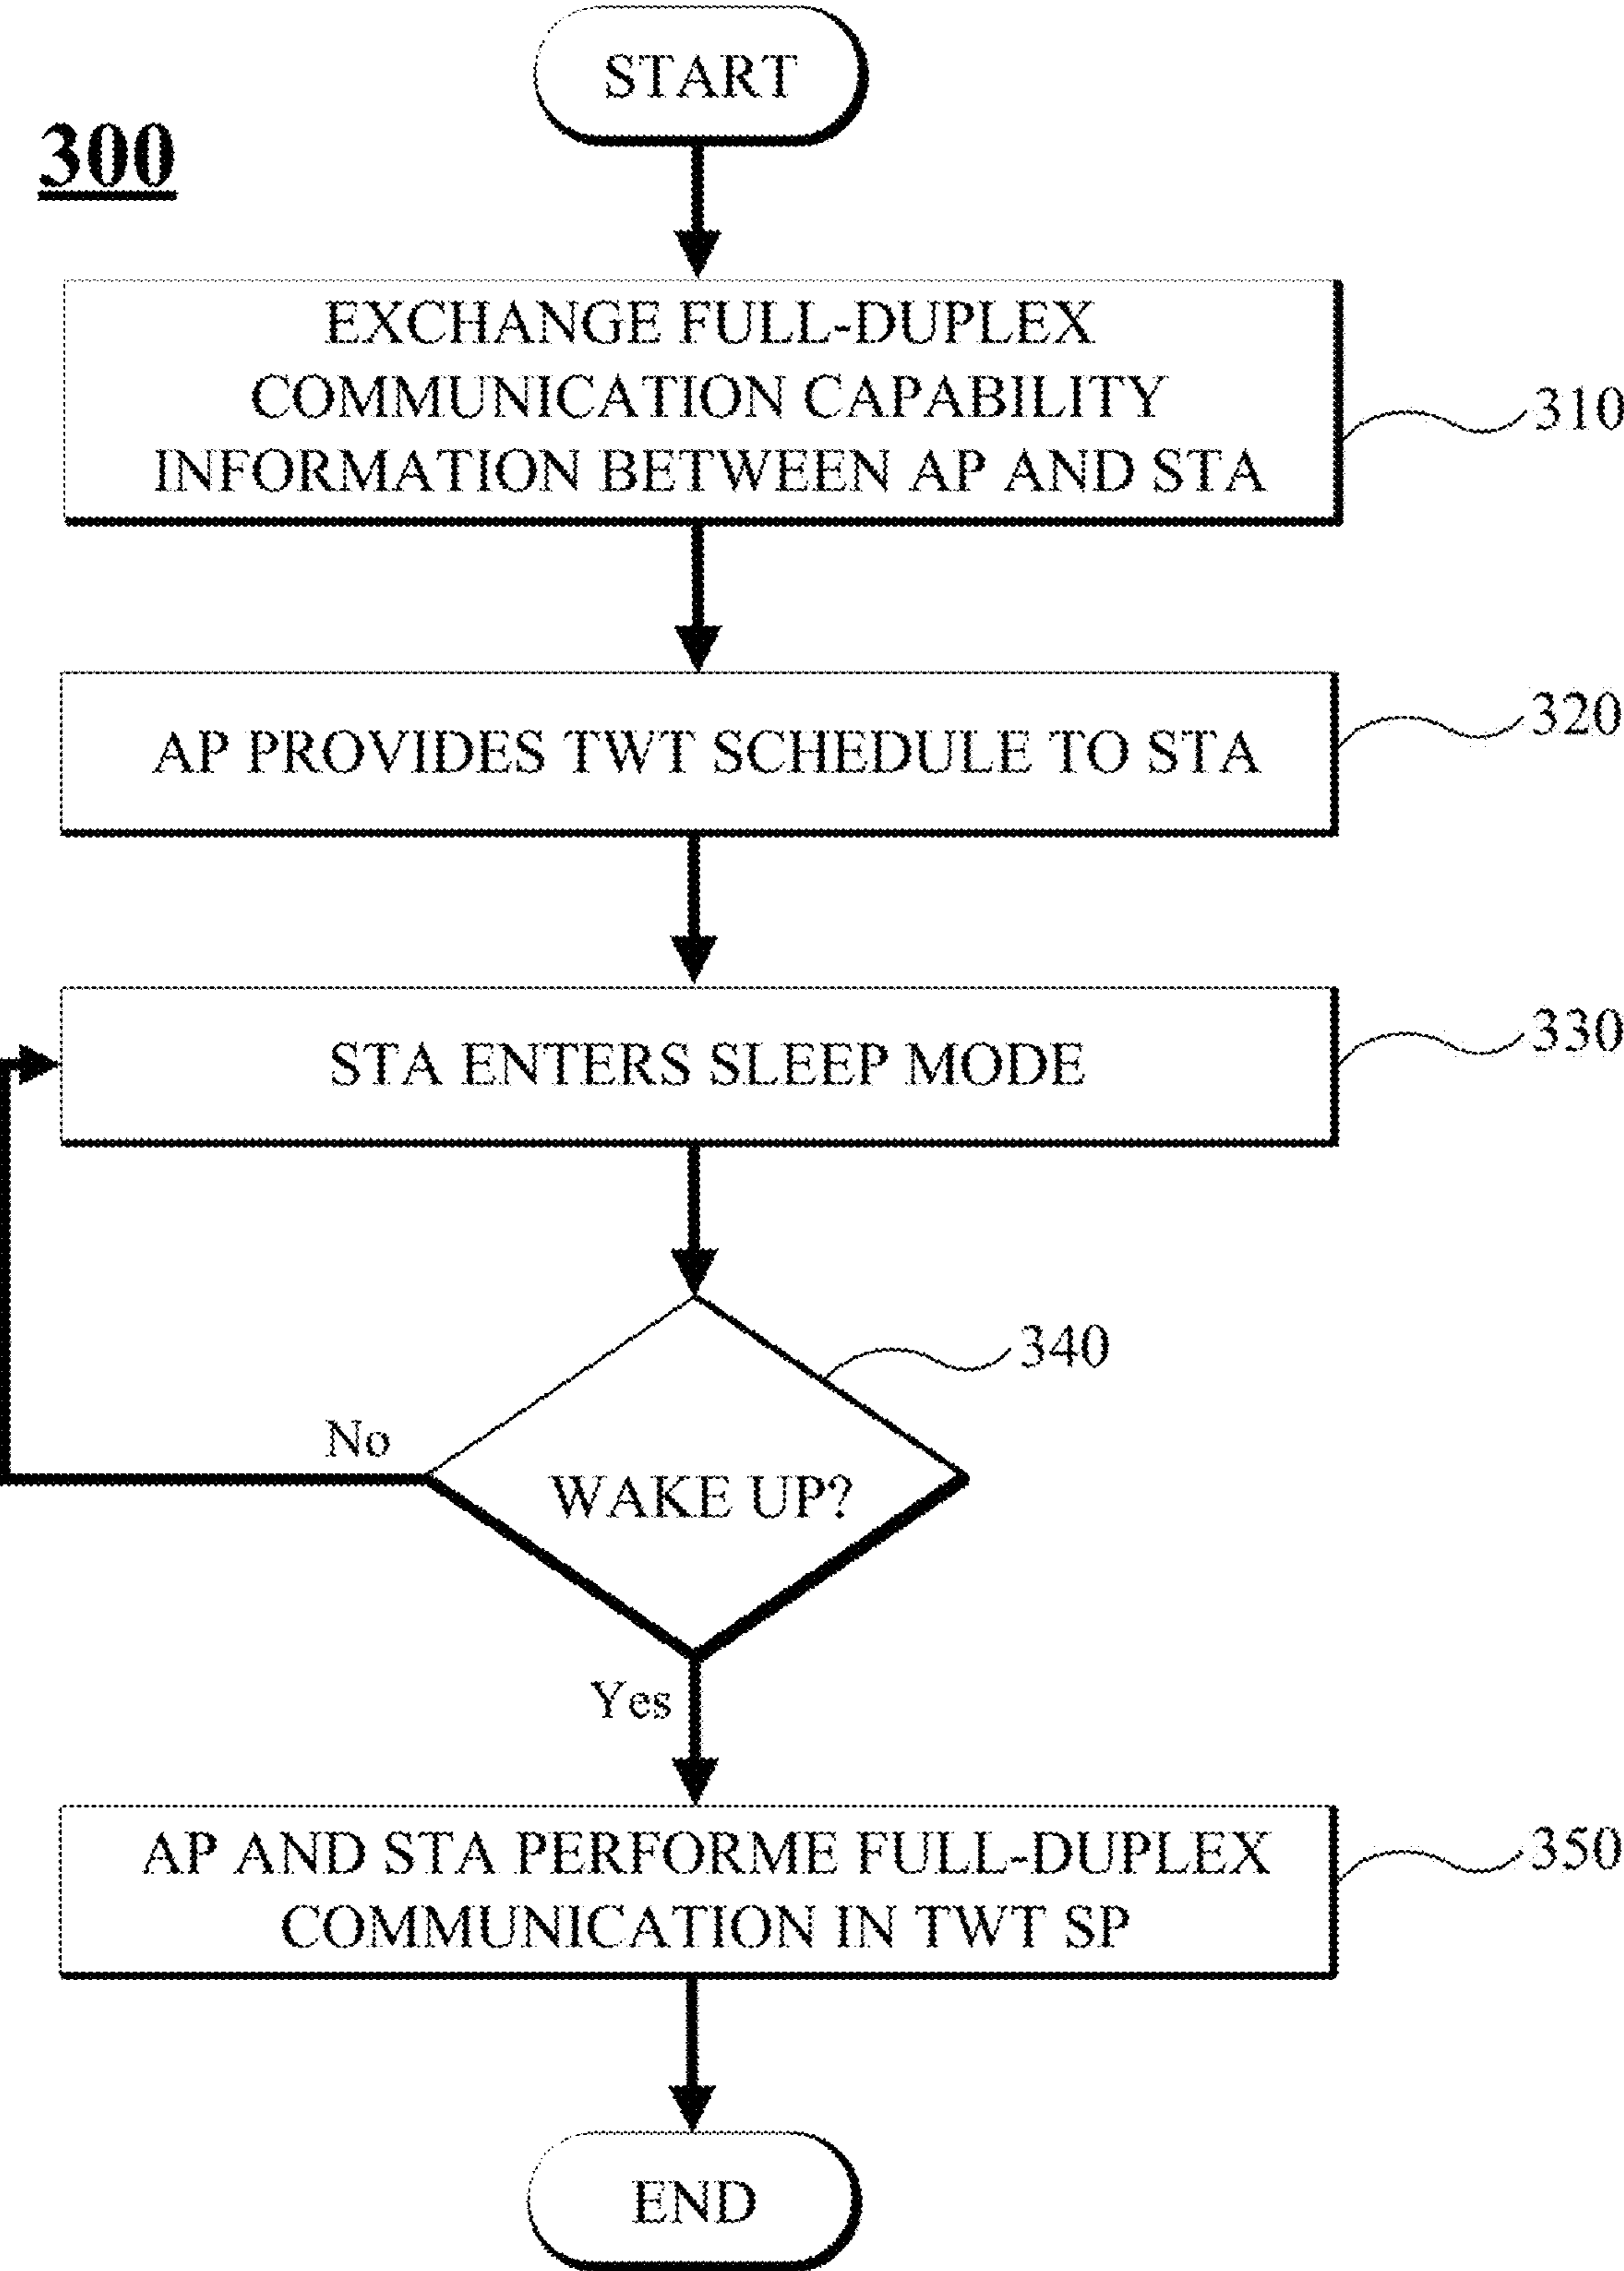 START
300
EXCHANGE FULL-DUPLEX
COMMUNICATION CAPABILITY
INFORMATION BETWEEN AP AND STA
310
AP PROVIDES TWT SCHEDULE TO STA
320
STA ENTERS SLEEP MODE
330
340
No
WAKE UP?
Yes
AP AND STA PERFORME FULL-DUPLEX
COMMUNICATION IN TWT SP
350
END